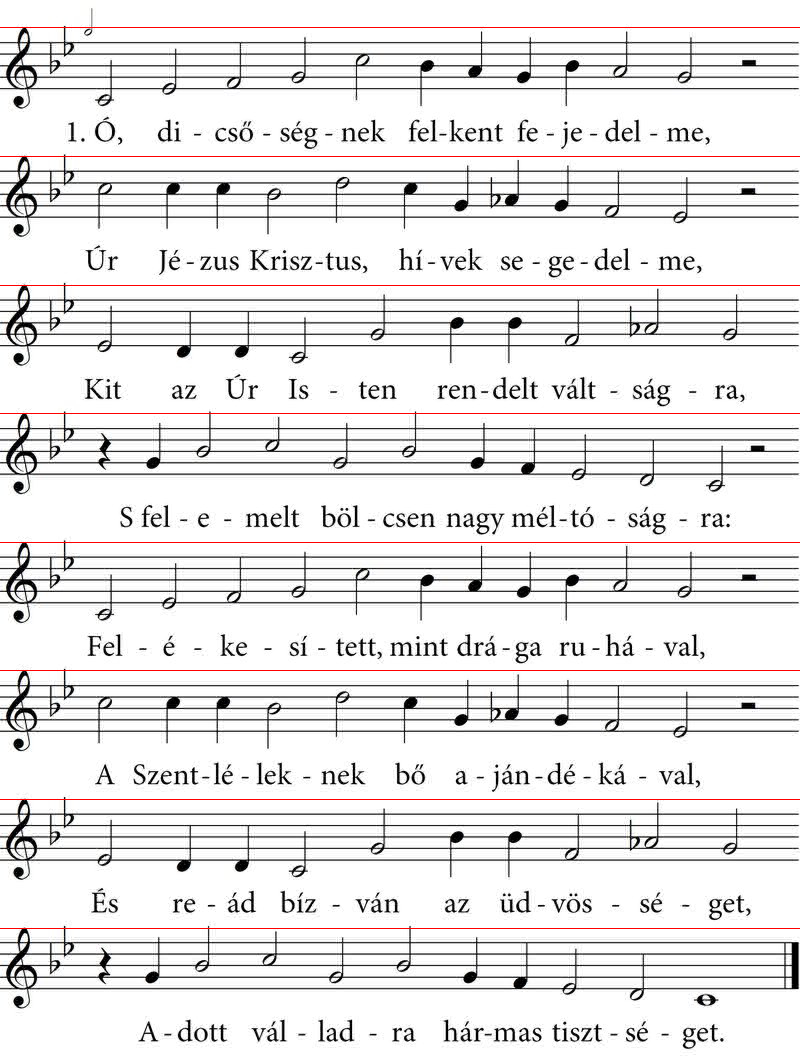 1. Ó, di - cső - ség - nek fel-kent fe - je - del - me,
Úr Jé - zus Krisz-tus, hí - vek se - ge - del - me,
Kit az Úr Is - ten ren-delt vált - ság - ra,
S fel - e - melt böl - csen nagy mél-tó - ság - ra:
Fel - é - ke - sí - tett, mint drá - ga ru - há - val,
A Szent-lé - lek - nek bő a - ján-dé - ká - val,
És re - ád bíz - ván az üd - vös - sé - get,
A - dott vál - lad - ra hár-mas tiszt - sé - get.